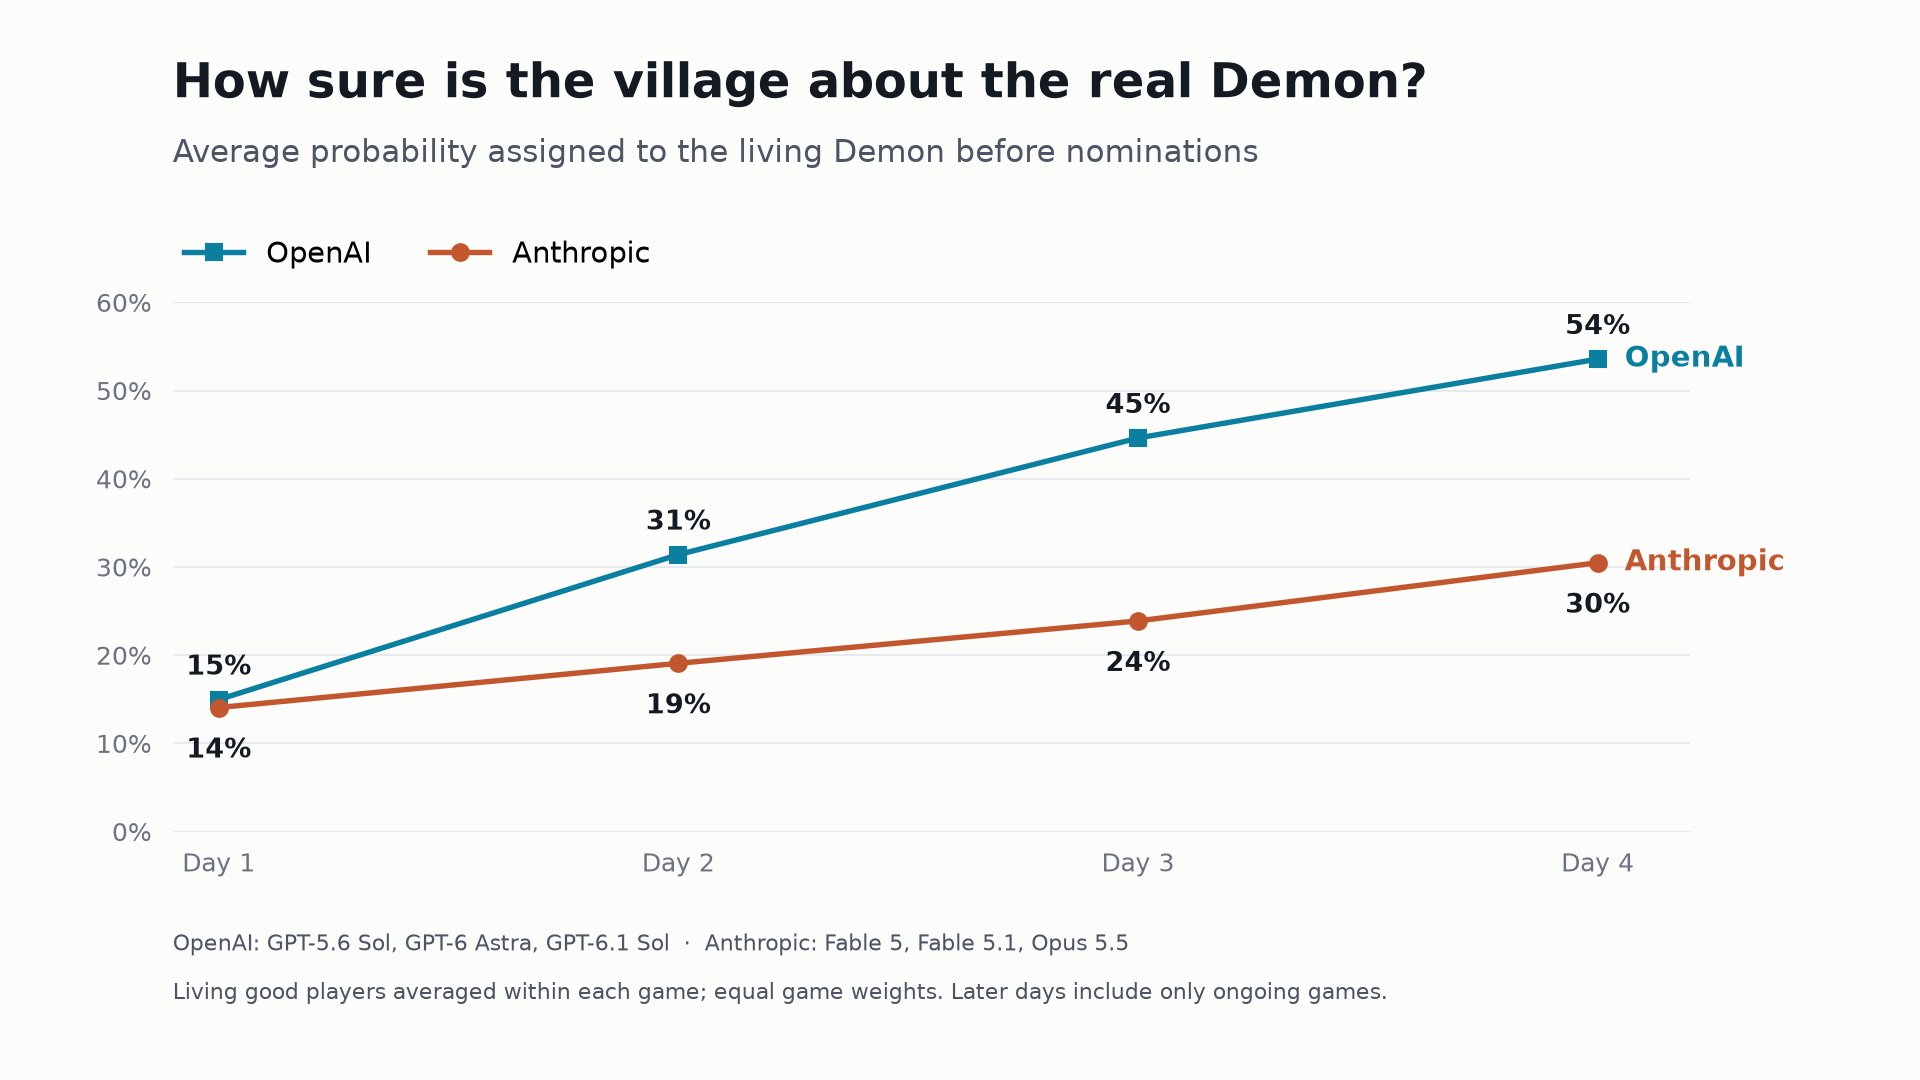 How sure is the village about the real Demon?
Average probability assigned to the living Demon before nominations
OpenAI Anthropic
60%
54%
OpenAI
50%
45%
40%
31%
30%
Anthropic
30%
24%
20%
15%
19%
14%
10%
0%
Day 1 Day 2 Day 3 Day 4
OpenAI: GPT-5.6 Sol, GPT-6 Astra, GPT-6.1 Sol · Anthropic: Fable 5, Fable 5.1, Opus 5.5
Living good players averaged within each game; equal game weights. Later days include only ongoing games.